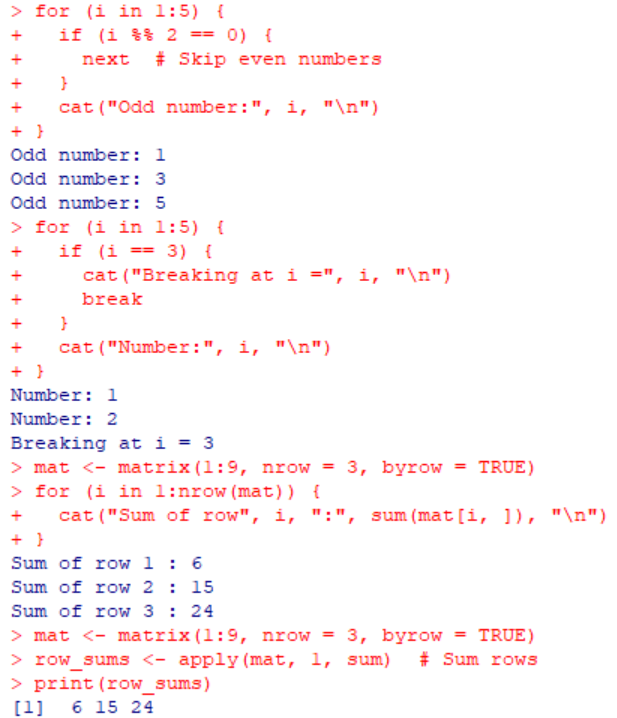 > for (i in 1:5) {
+   if (i %% 2 == 0) {
+     next  # Skip even numbers
+   }
+   cat("Odd number:", i, "\n")
+ }
Odd number: 1
Odd number: 3
Odd number: 5
> for (i in 1:5) {
+   if (i == 3) {
+     cat("Breaking at i =", i, "\n")
+     break
+   }
+   cat("Number:", i, "\n")
+ }
Number: 1
Number: 2
Breaking at i = 3
> mat <- matrix(1:9, nrow = 3, byrow = TRUE)
> for (i in 1:nrow(mat)) {
+   cat("Sum of row", i, ":", sum(mat[i, ]), "\n")
+ }
Sum of row 1 : 6
Sum of row 2 : 15
Sum of row 3 : 24
> mat <- matrix(1:9, nrow = 3, byrow = TRUE)
> row_sums <- apply(mat, 1, sum)  # Sum rows
> print(row_sums)
[1]  6 15 24